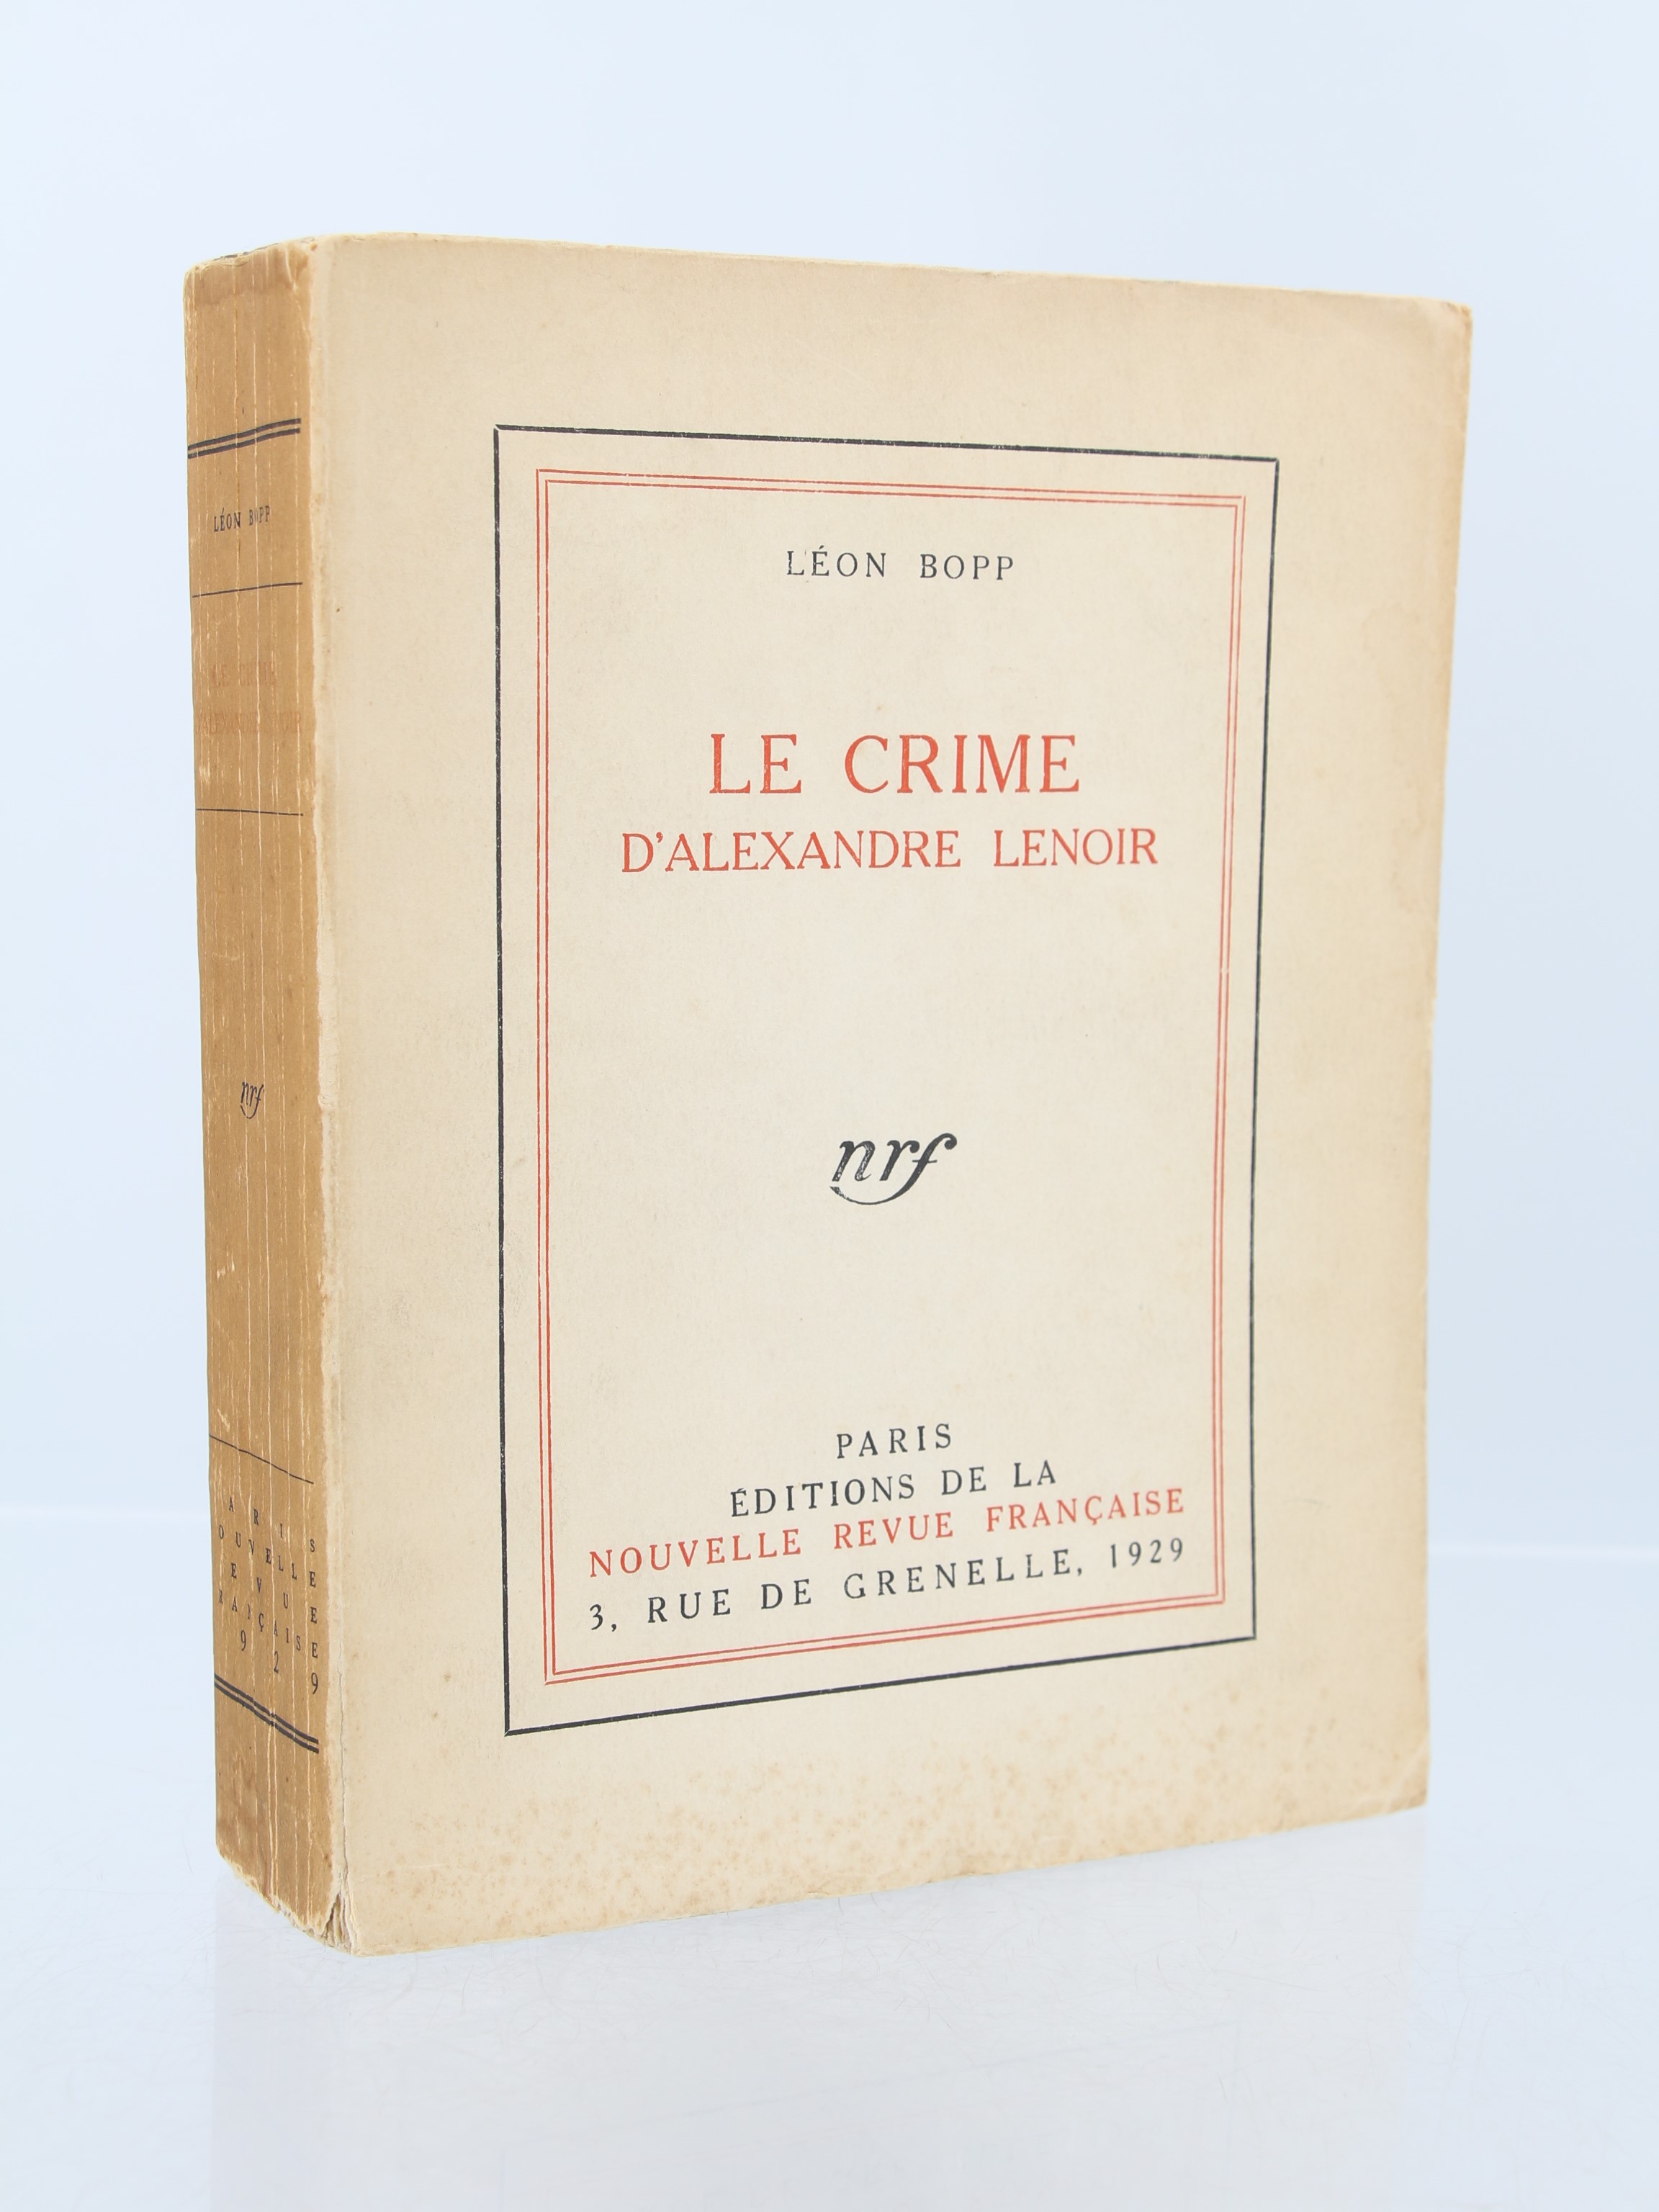 LÉON BOPP
LE CRIME
D'ALEXANDRE LENOIR
nrf
PARIS
ÉDITIONS DE LA
NOUVELLE REVUE FRANÇAISE
3, RUE DE GRENELLE, 1929
LÉON BOPP
nrf